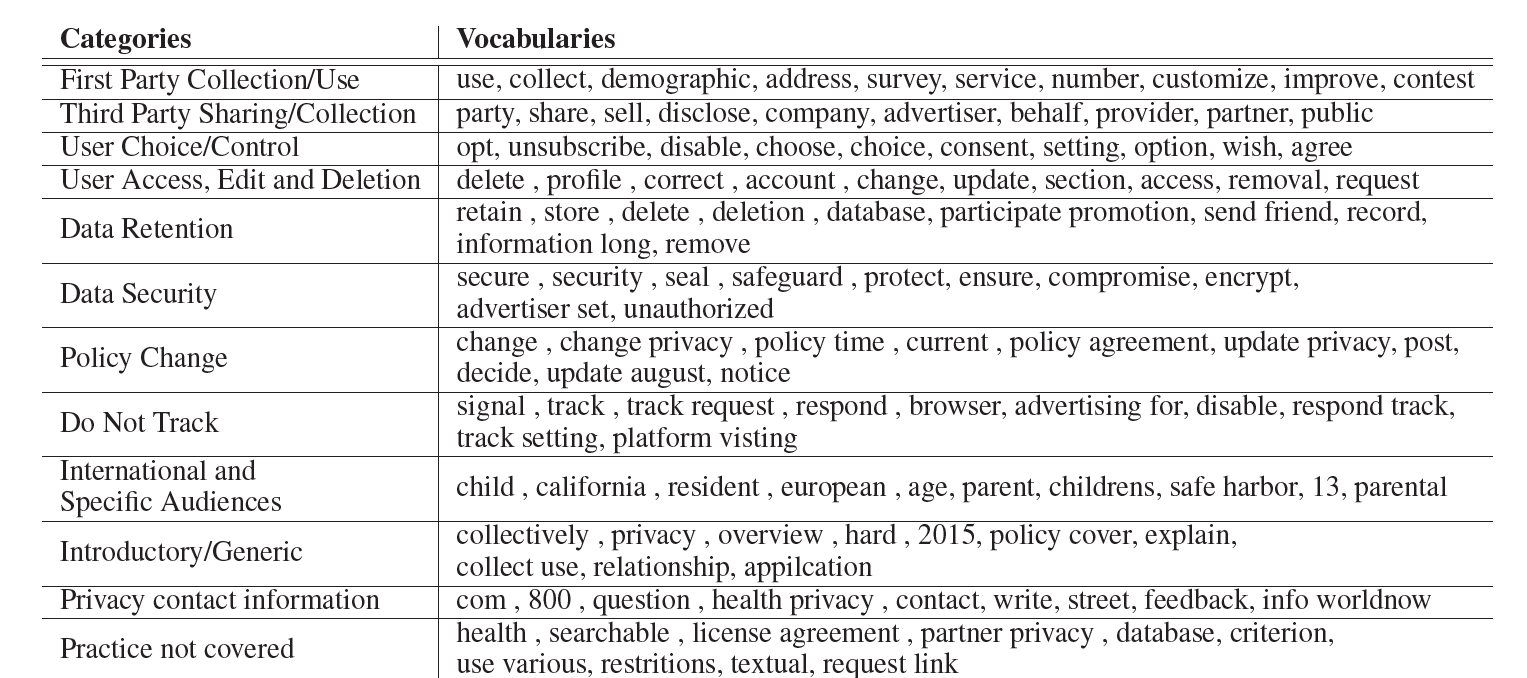 Categories Vocabularies
First Party Collection/Use use, collect, demographic, address, survey, service, number, customize, improve, contest
Third Party Sharing/Collection party, share, sell, disclose, company, advertiser, behalf, provider, partner, public
User Choice/Control opt, unsubscribe, disable, choose, choice, consent, setting, option, wish, agree
User Access, Edit and Deletion delete , profile , correct , account , change, update, section, access, removal, request
Data Retention retain , store , delete , deletion , database, participate promotion, send friend, record,
information long, remove
Data Security secure , security , seal , safeguard , protect, ensure, compromise, encrypt,
advertiser set, unauthorized
Policy Change change , change privacy , policy time , current , policy agreement, update privacy, post,
decide, update august, notice
Do Not Track signal , track , track request , respond , browser, advertising for, disable, respond track,
track setting, platform visting
International and
Specific Audiences child , california , resident , european , age, parent, childrens, safe harbor, 13, parental
Introductory/Generic collectively , privacy , overview , hard , 2015, policy cover, explain,
collect use, relationship, appilcation
Privacy contact information com , 800 , question , health privacy , contact, write, street, feedback, info worldnow
Practice not covered health , searchable , license agreement , partner privacy , database, criterion,
use various, restritions, textual, request link